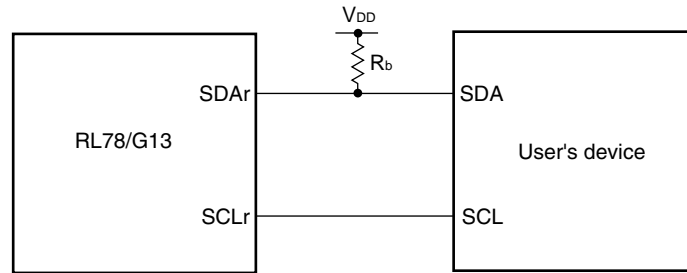 VDD
Rb
SDAr
SDA
RL78/G13
User's device
SCLr
SCL